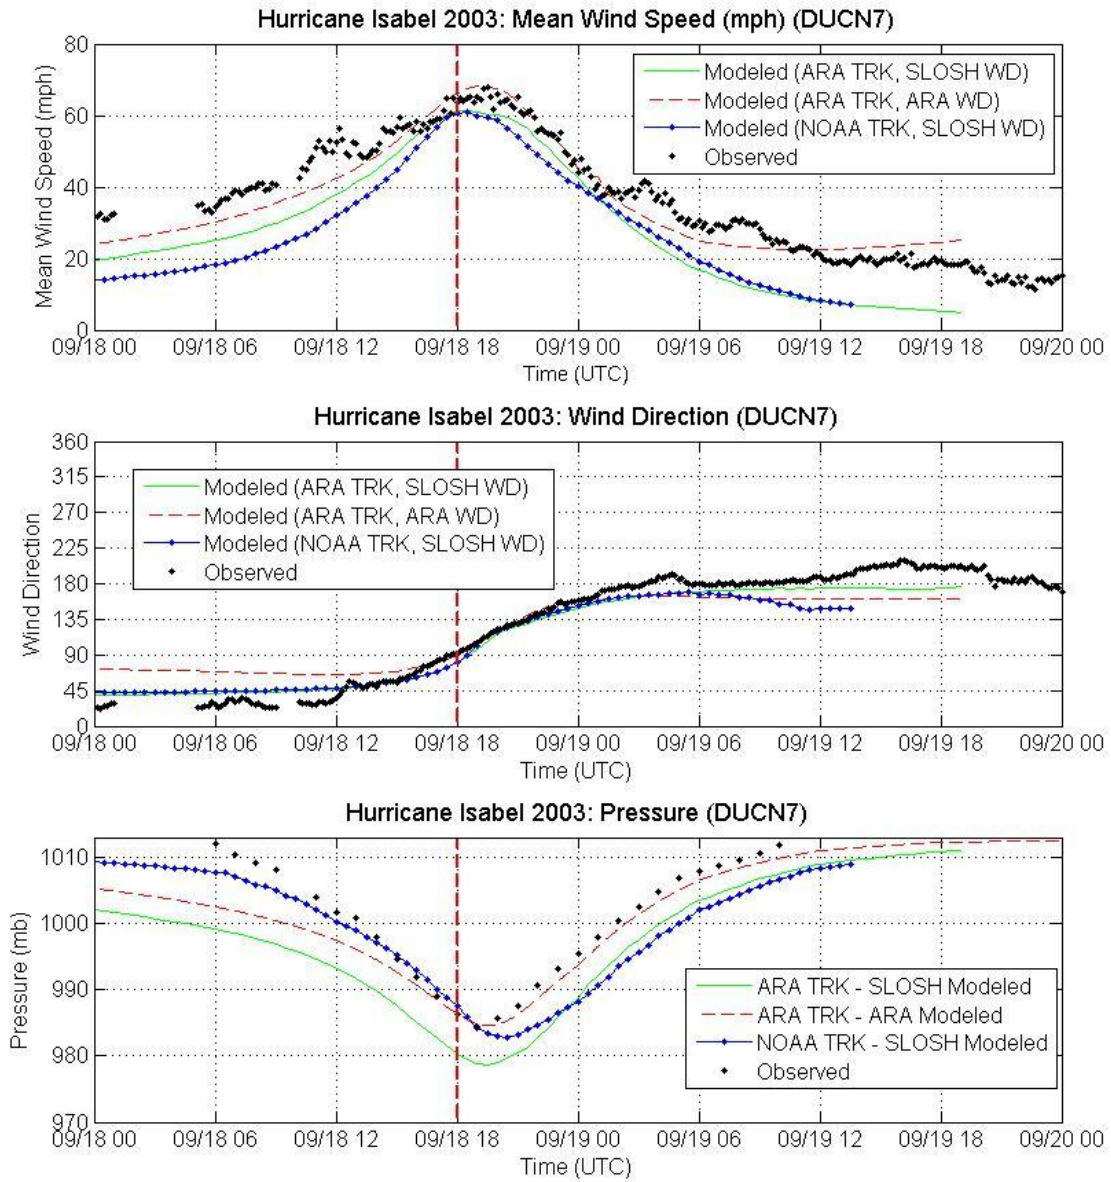 Hurricane Isabel 2003: Mean Wind Speed (mph) (DUCN7)
80
60
40
20
0
Mean Wind Speed (mph)
Modeled (ARA TRK, SLOSH WD)
Modeled (ARA TRK, ARA WD)
Modeled (NOAA TRK, SLOSH WD)
Observed
09/18 00 09/18 06 09/18 12 09/18 18 09/19 00 09/19 06 09/19 12 09/19 18 09/20 00
Time (UTC)
Hurricane Isabel 2003: Wind Direction (DUCN7)
360
315
270
225
180
135
90
45
0
Wind Direction
Modeled (ARA TRK, SLOSH WD)
Modeled (ARA TRK, ARA WD)
Modeled (NOAA TRK, SLOSH WD)
Observed
09/18 00 09/18 06 09/18 12 09/18 18 09/19 00 09/19 06 09/19 12 09/19 18 09/20 00
Time (UTC)
Hurricane Isabel 2003: Pressure (DUCN7)
1010
1000
990
980
970
Pressure (mb)
ARA TRK - SLOSH Modeled
ARA TRK - ARA Modeled
NOAA TRK - SLOSH Modeled
Observed
09/18 00 09/18 06 09/18 12 09/18 18 09/19 00 09/19 06 09/19 12 09/19 18 09/20 00
Time (UTC)